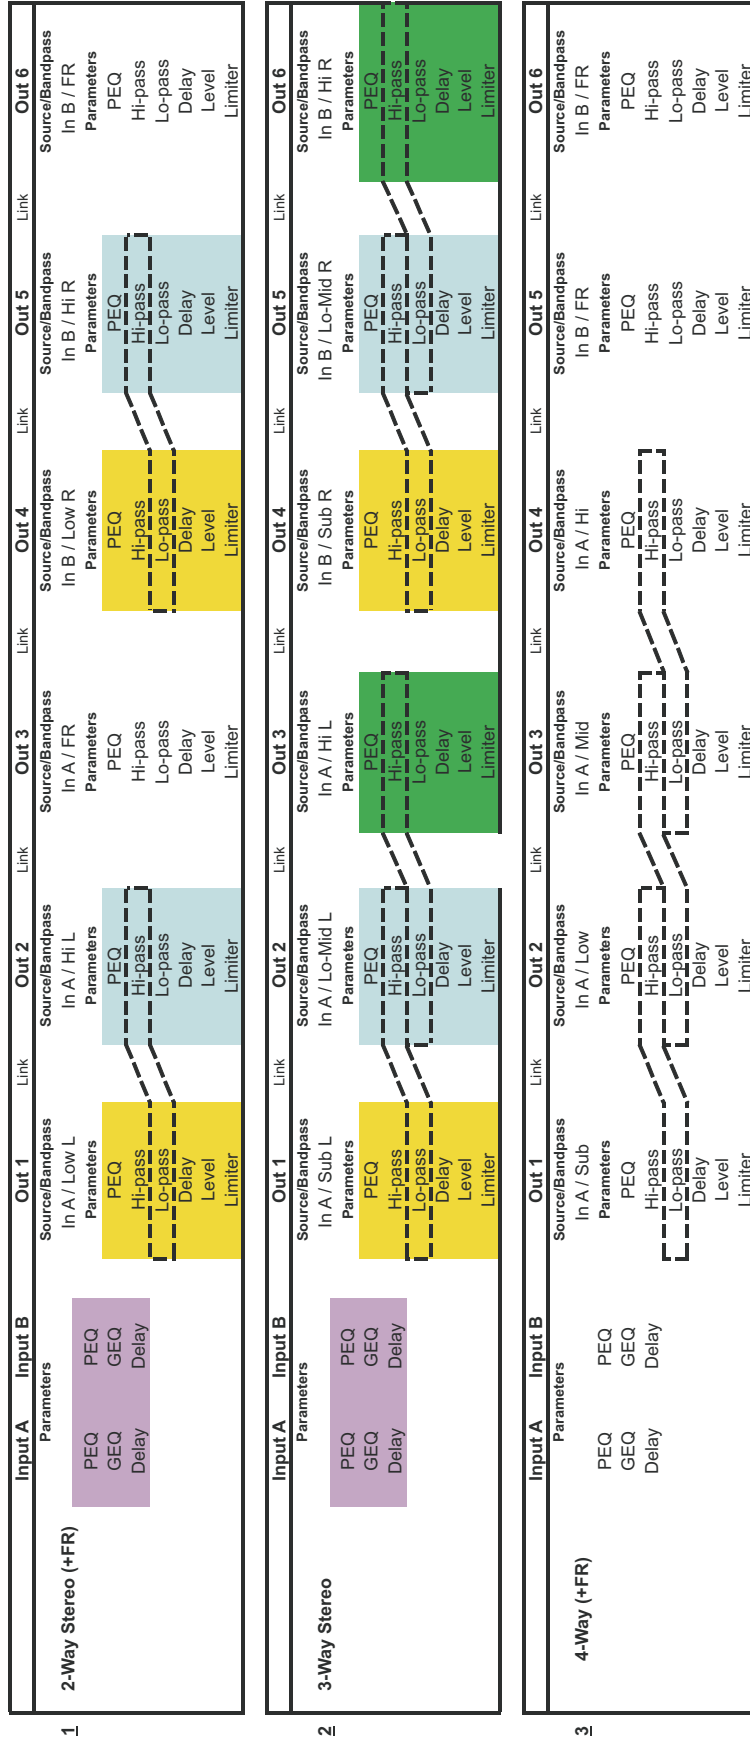 Input A Input B Out 1 Link Out 2 Link Out 3 Link Out 4 Link Out 5 Link Out 6
Parameters Source/Bandpass Source/Bandpass Source/Bandpass Source/Bandpass Source/Bandpass Source/Bandpass
1 2-Way Stereo (+FR) In A / Low L In A / Hi L In A / FR In B / Low R In B / Hi R In B / FR
PEQ PEQ Parameters Parameters Parameters Parameters Parameters Parameters
GEQ GEQ PEQ PEQ PEQ PEQ PEQ PEQ
Delay Delay Hi-pass Hi-pass Hi-pass Hi-pass Hi-pass Hi-pass
Lo-pass Lo-pass Lo-pass Lo-pass Lo-pass Lo-pass
Delay Delay Delay Delay Delay Delay
Level Level Level Level Level Level
Limiter Limiter Limiter Limiter Limiter Limiter
Input A Input B Out 1 Link Out 2 Link Out 3 Link Out 4 Link Out 5 Link Out 6
Parameters Source/Bandpass Source/Bandpass Source/Bandpass Source/Bandpass Source/Bandpass Source/Bandpass
2 3-Way Stereo In A / Sub L In A / Lo-Mid L In A / Hi L In B / Sub R In B / Lo-Mid R In B / Hi R
PEQ PEQ Parameters Parameters Parameters Parameters Parameters Parameters
GEQ GEQ PEQ PEQ PEQ PEQ PEQ PEQ
Delay Delay Hi-pass Hi-pass Hi-pass Hi-pass Hi-pass Hi-pass
Lo-pass Lo-pass Lo-pass Lo-pass Lo-pass Lo-pass
Delay Delay Delay Delay Delay Delay
Level Level Level Level Level Level
Limiter Limiter Limiter Limiter Limiter Limiter
Input A Input B Out 1 Link Out 2 Link Out 3 Link Out 4 Link Out 5 Link Out 6
Parameters Source/Bandpass Source/Bandpass Source/Bandpass Source/Bandpass Source/Bandpass Source/Bandpass
3 4-Way (+FR) In A / Sub In A / Low In A / Mid In A / Hi In B / FR In B / FR
PEQ PEQ Parameters Parameters Parameters Parameters Parameters Parameters
GEQ GEQ PEQ PEQ PEQ PEQ PEQ PEQ
Delay Delay Hi-pass Hi-pass Hi-pass Hi-pass Hi-pass Hi-pass
Lo-pass Lo-pass Lo-pass Lo-pass Lo-pass Lo-pass
Delay Delay Delay Delay Delay Delay
Level Level Level Level Level Level
Limiter Limiter Limiter Limiter Limiter Limiter